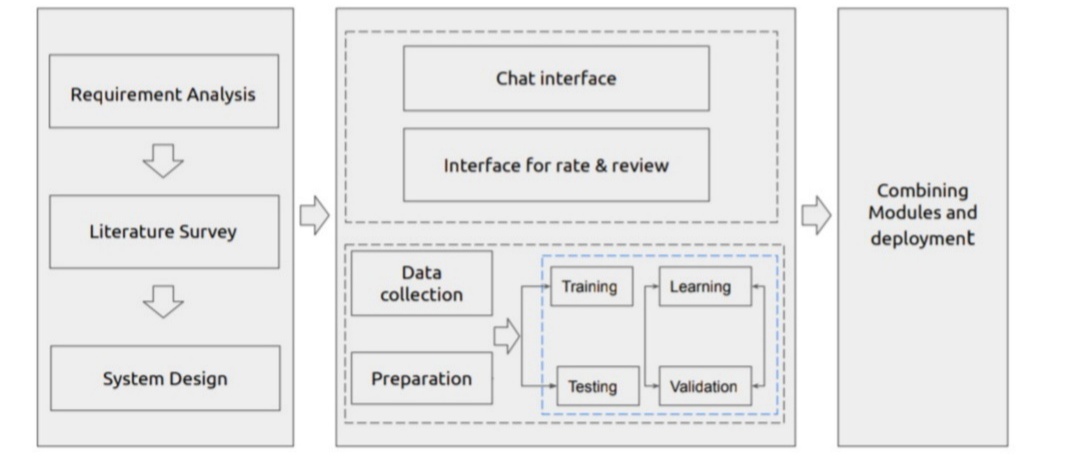 Requirement Analysis
Literature Survey
System Design
Chat interface
Interface for rate & review
Data
collection
Preparation
Training
Learning
Testing
Validation
Combining
Modules and
deployment